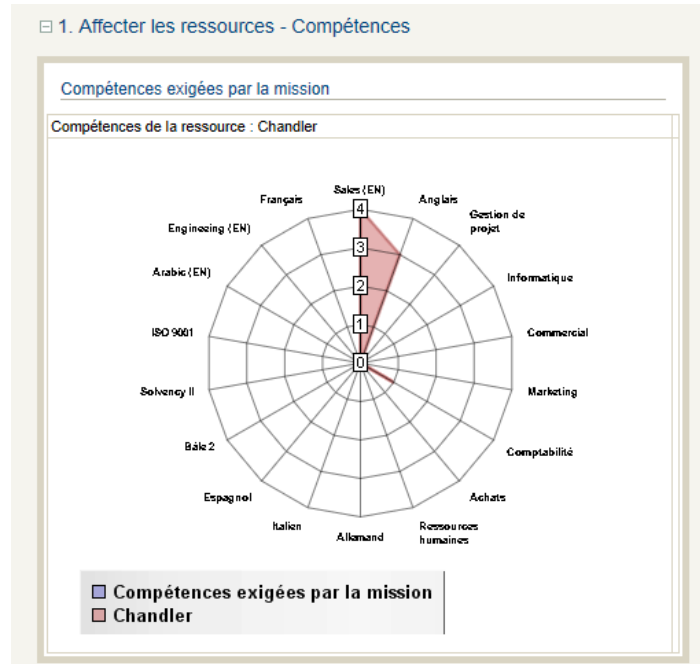 1. Affecter les ressources - Compétences
Compétences exigées par la mission
Compétences de la ressource : Chandler
Sales (EN)
Français
Anglais
Gestion de
projet
Engineeing (EN)
Arabic (EN)
Informatique
4
3
2
1
0
ISO 9001
Commercial
Solvency II
Marketing
Bâle 2
Comptabilité
Espagnol
Achats
Italien
Allemand
Ressources
humaines
Compétences exigées par la mission
Chandler